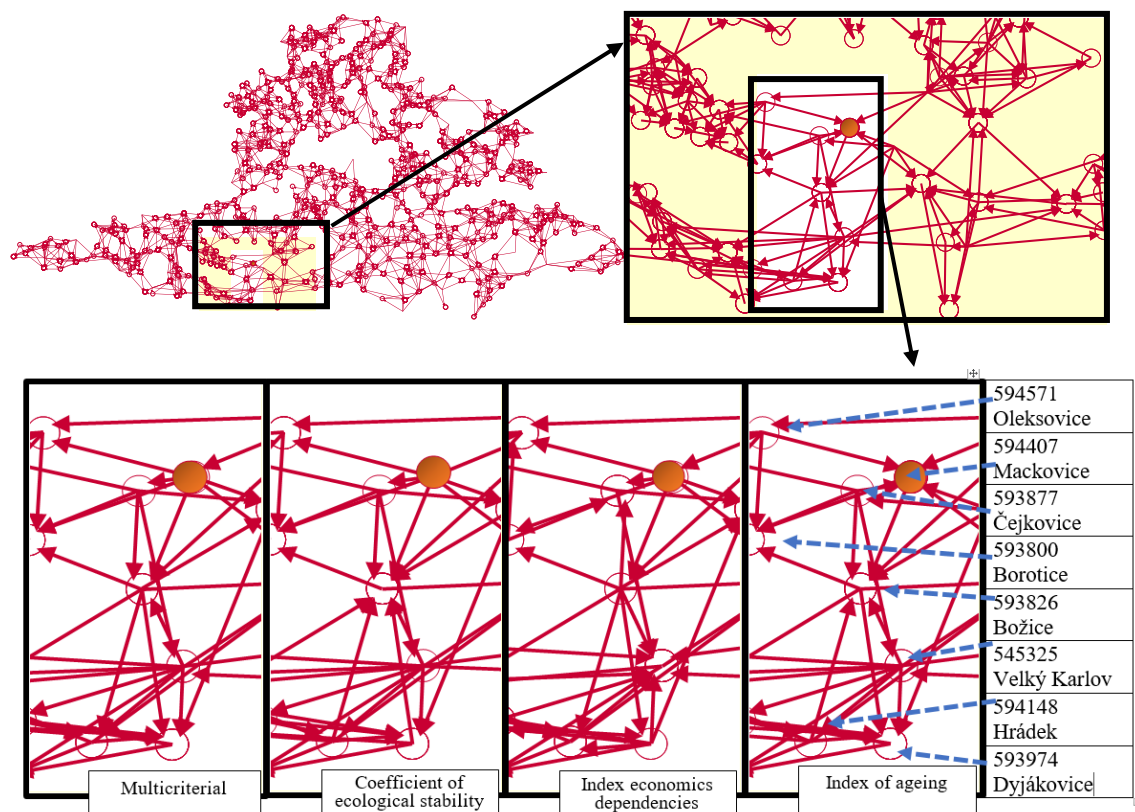 594571
Oleksovice
594407
Mackovice
593877
Čejkovice
593800
Borotice
593826
Božice
545325
Velký Karlov
594148
Hrádek
593974
Dyjákovice
Multicriterial
Coefficient of
ecological stability
Index economics
dependencies
Index of ageing